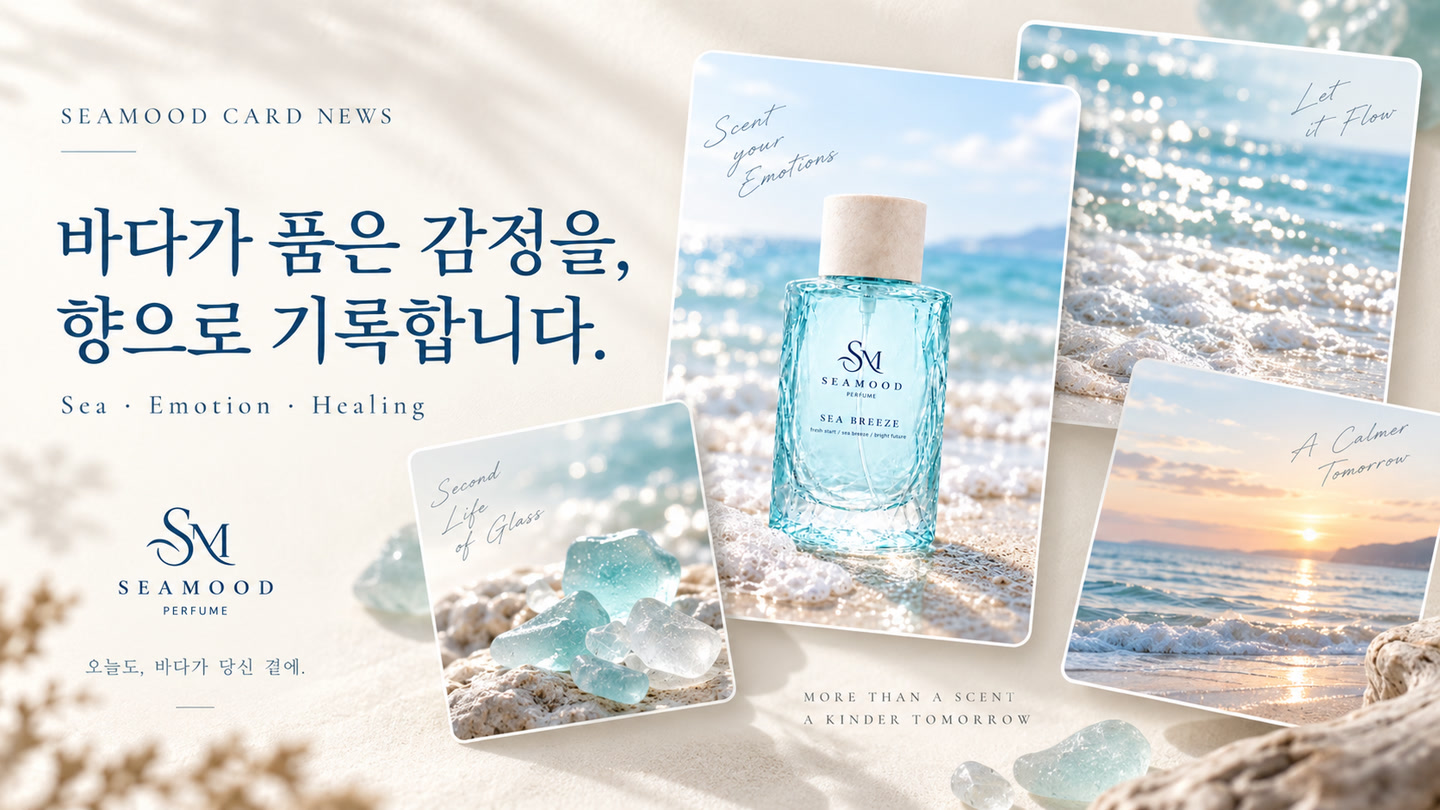 SEAMOOD CARD NEWS
바다가 품은 감정을,
향으로 기록합니다.
Sea · Emotion · Healing
SM
SEAMOOD
PERFUME
오늘도, 바다가 당신 곁에.
Second
Life
of Glass
Scent
your
Emotions
SM
SEAMOOD
PERFUME
SEA BREEZE
fresh start / sea breeze / bright future
Let
it Flow
A Calmer
Tomorrow
MORE THAN A SCENT
A KINDER TOMORROW